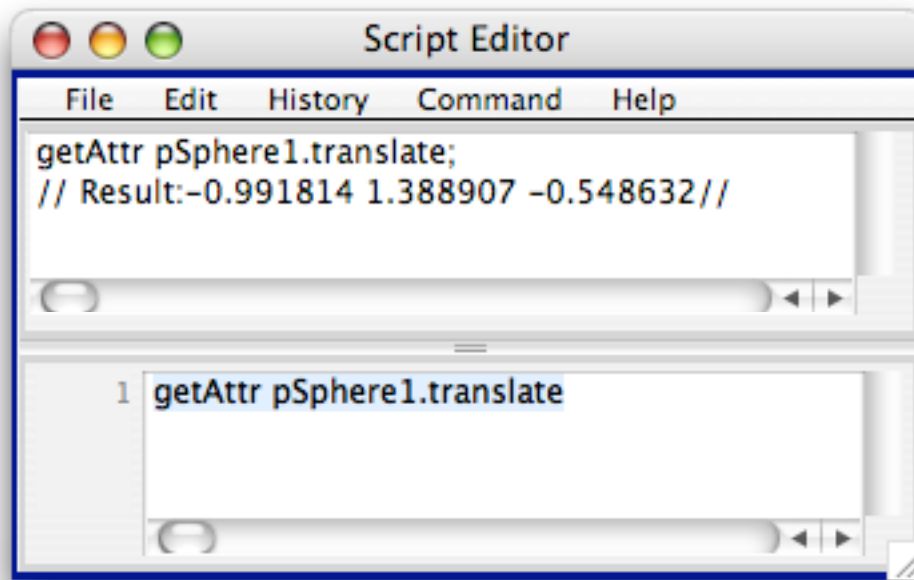 Script Editor
File Edit History Command Help
getAttr pSphere1.translate;
// Result:-0.991814 1.388907 -0.548632//
1 getAttr pSphere1.translate